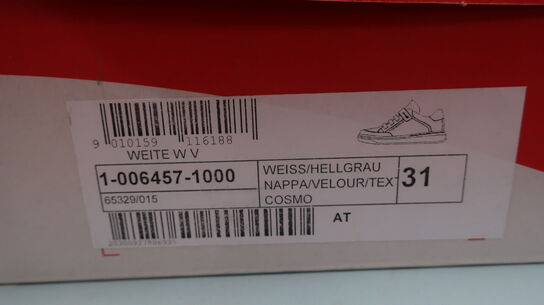 9 010159 116188
WEITE W V
1-006457-1000
65329/015
WEISS/HELLGRAU
NAPPA/VELOUR/TEX
COSMO
31
AT